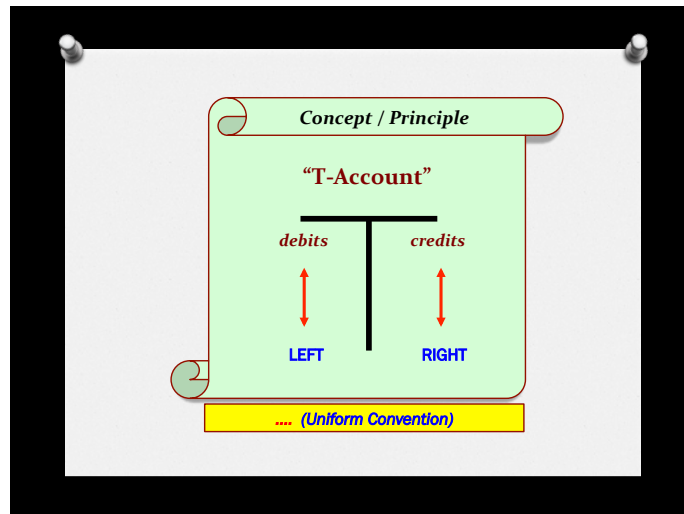 Concept / Principle
“T-Account”
debits credits
LEFT RIGHT
.... (Uniform Convention)